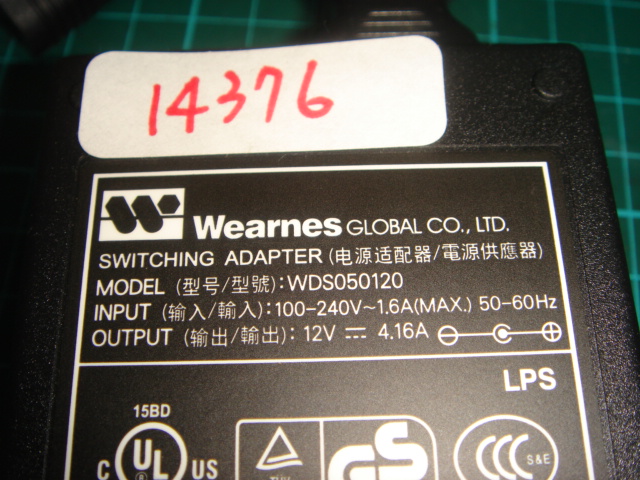 14376
Wearnes GLOBAL CO., LTD.
SWITCHING ADAPTER (电源适配器/電源供應器)
MODEL (型号/型號): WDS050120
INPUT (输入/輸入): 100-240V~1.6A(MAX.) 50-60Hz
OUTPUT (输出/輸出): 12V ⎓ 4.16A
LPS
15BD
C UL US
GS
CCC S&E